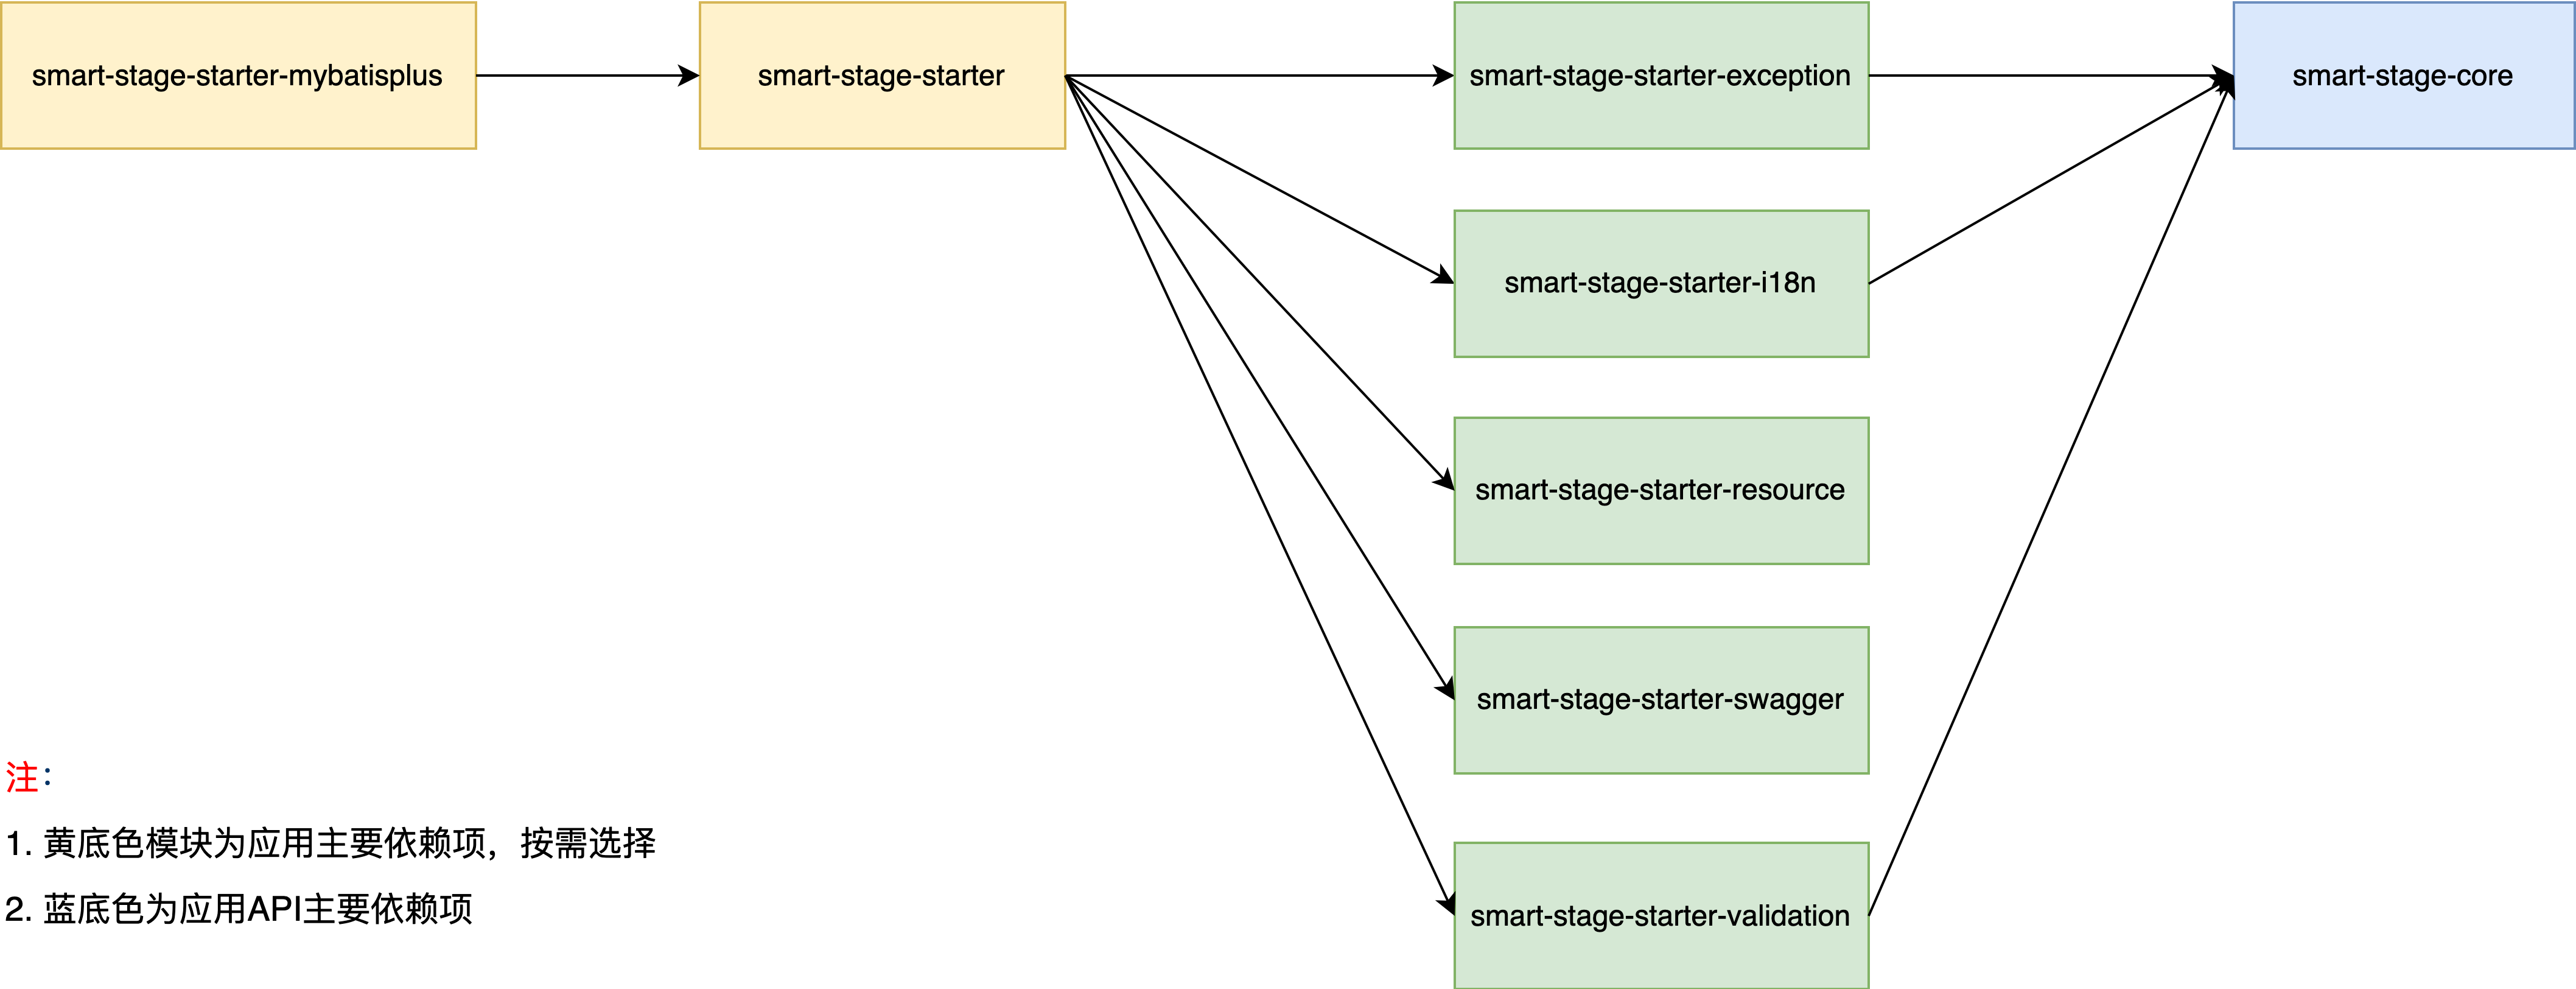 smart-stage-starter-mybatisplus
smart-stage-starter
smart-stage-starter-exception
smart-stage-core
smart-stage-starter-i18n
smart-stage-starter-resource
smart-stage-starter-swagger
smart-stage-starter-validation
注：
1. 黄底色模块为应用主要依赖项，按需选择
2. 蓝底色为应用API主要依赖项